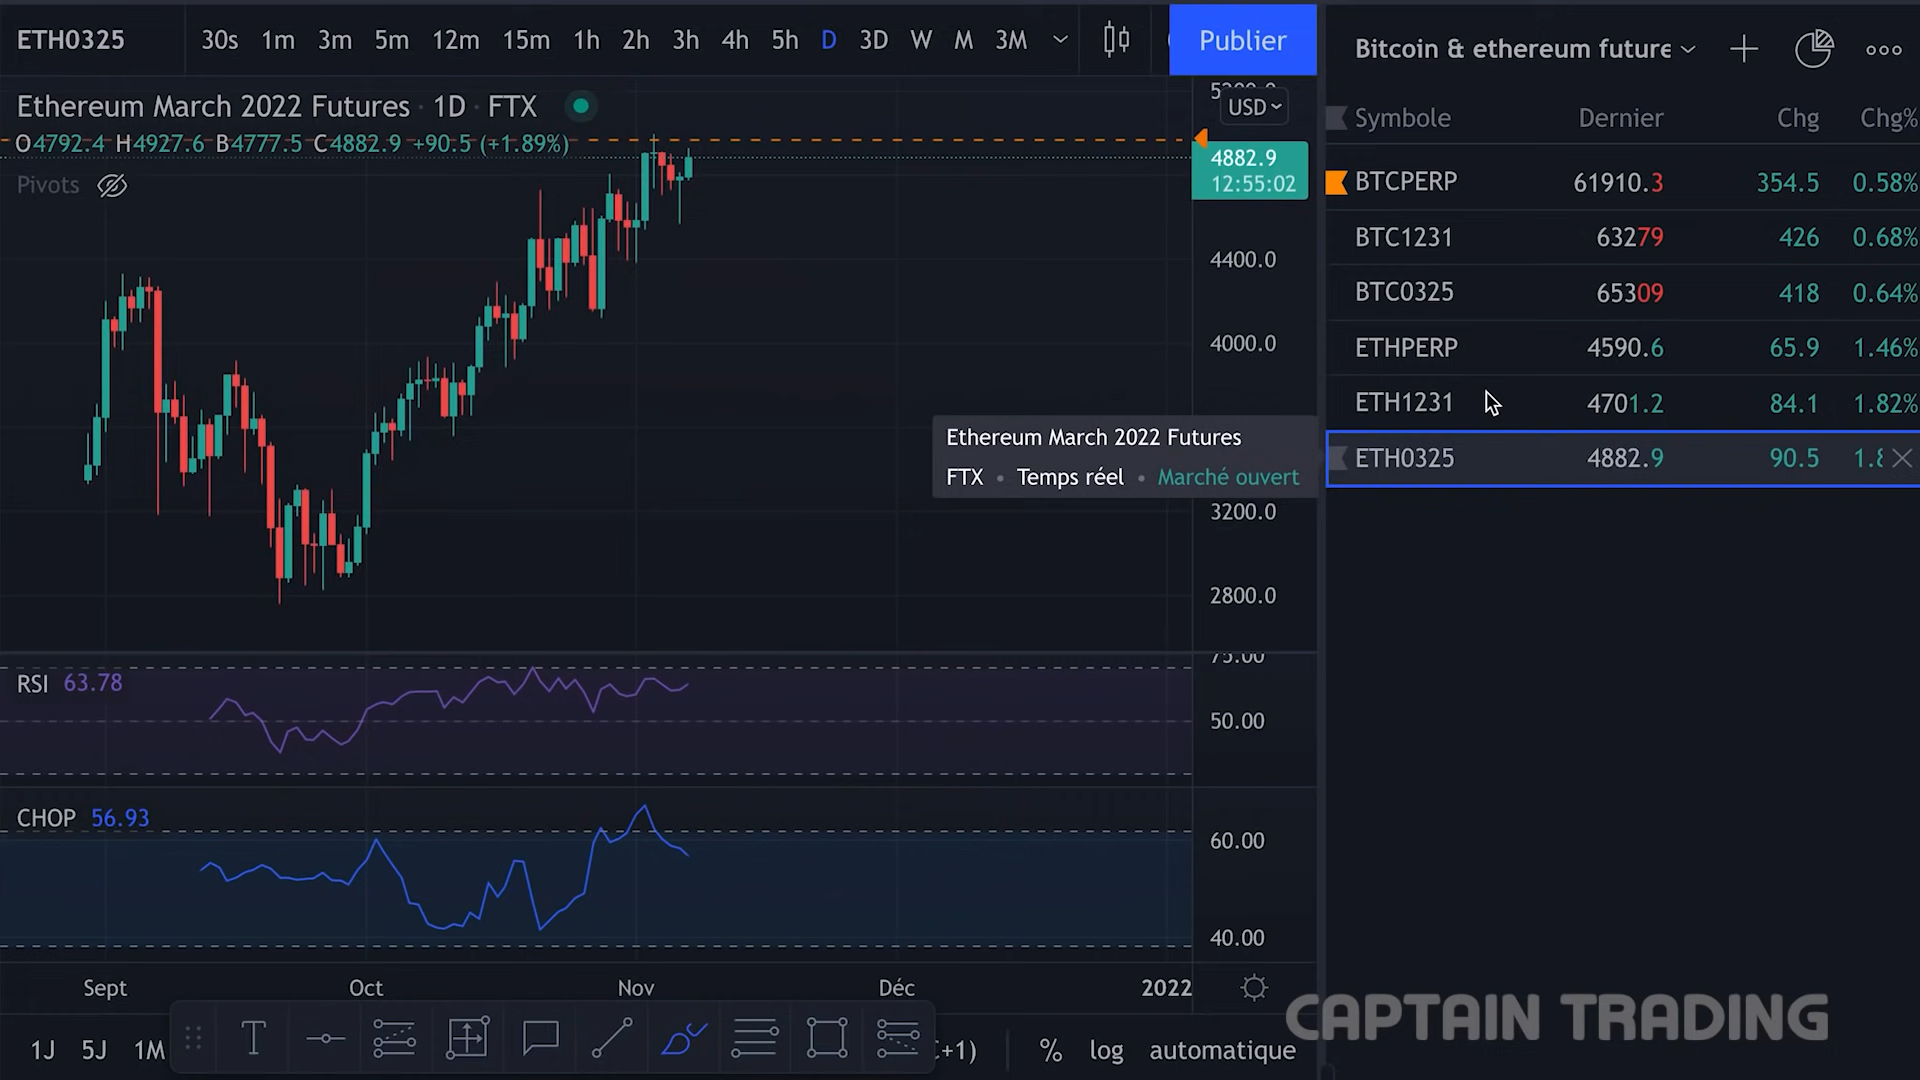 ETH0325 30s 1m 3m 5m 12m 15m 1h 2h 3h 4h 5h D 3D W M 3M Publier
Ethereum March 2022 Futures · 1D · FTX
O4792.4 H4927.6 B4777.5 C4882.9 +90.5 (+1.89%)
Pivots
USD
4882.9
12:55:02
4400.0
4000.0
3200.0
2800.0
Ethereum March 2022 Futures
FTX • Temps réel • Marché ouvert
RSI 63.78
75.00
50.00
CHOP 56.93
60.00
40.00
Sept Oct Nov Déc 2022
1J 5J 1M T +1) % log automatique
Bitcoin & ethereum future
Symbole Dernier Chg Chg%
BTCPERP 61910.3 354.5 0.58%
BTC1231 63279 426 0.68%
BTC0325 65309 418 0.64%
ETHPERP 4590.6 65.9 1.46%
ETH1231 4701.2 84.1 1.82%
ETH0325 4882.9 90.5 1.8
CAPTAIN TRADING